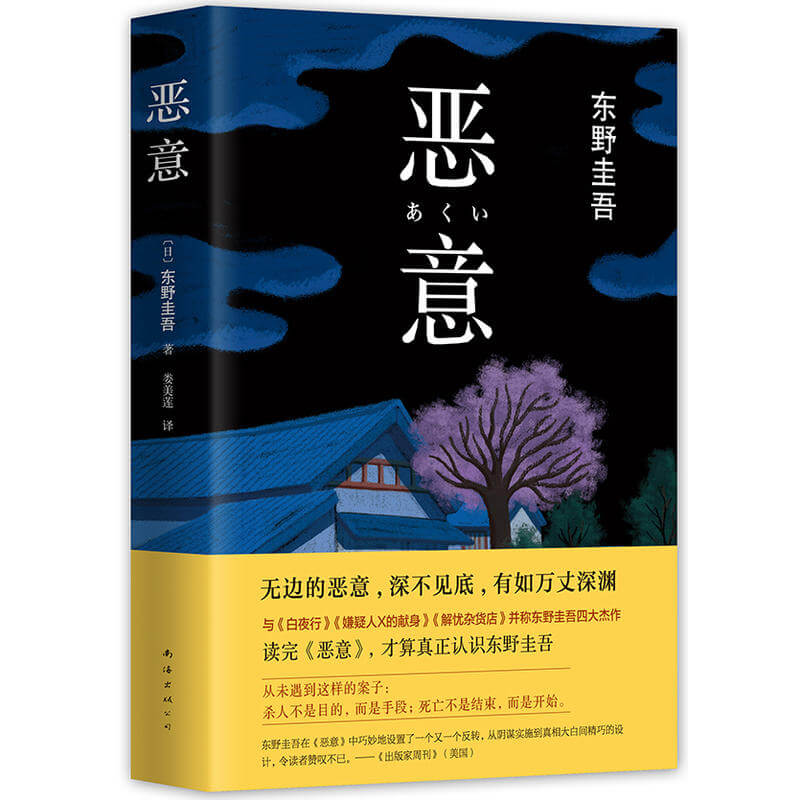 恶意
〔日〕东野圭吾 著
娄美莲 译
南海出版公司
东野圭吾
恶
あくい
意
无边的恶意，深不见底，有如万丈深渊
与《白夜行》《嫌疑人X的献身》《解忧杂货店》并称东野圭吾四大杰作
读完《恶意》，才算真正认识东野圭吾
从未遇到这样的案子：
杀人不是目的，而是手段；死亡不是结束，而是开始。
东野圭吾在《恶意》中巧妙地设置了一个又一个反转，从阴谋实施到真相大白间精巧的设
计，令读者赞叹不已。——《出版家周刊》（美国）